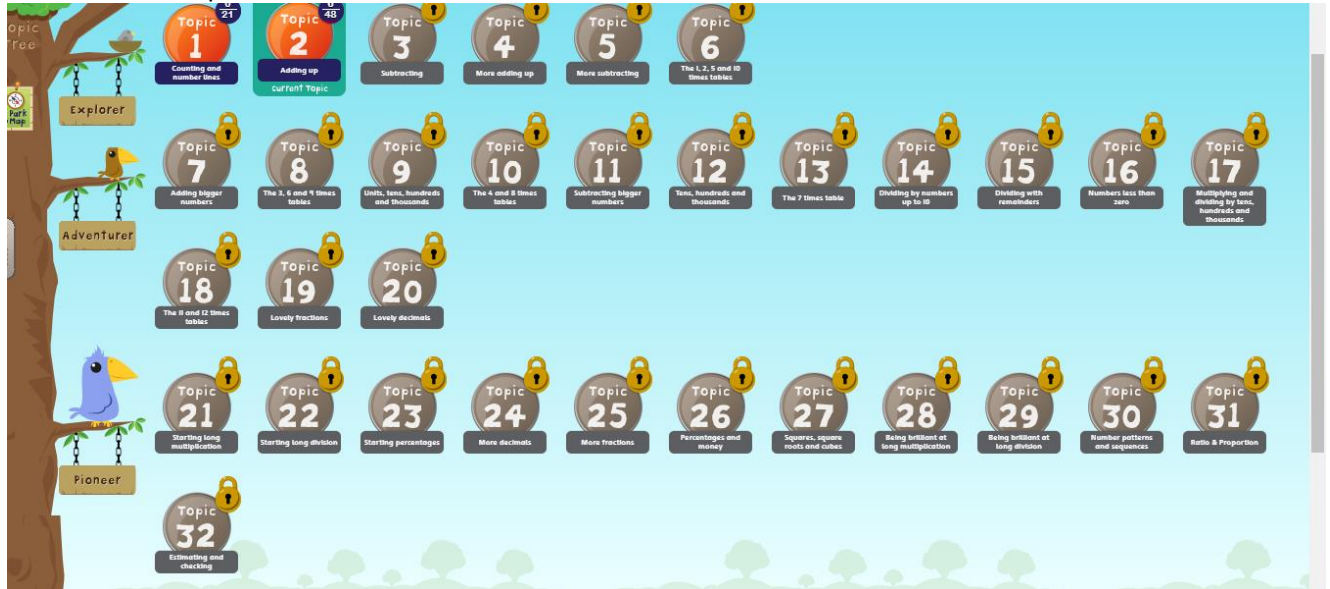 Topic Tree
0/21
Topic
1
Counting and
number lines
0/48
Topic
2
Adding up
Current Topic
Topic
3
Subtracting
Topic
4
More adding up
Topic
5
More subtracting
Topic
6
The 1, 2, 5 and 10
times tables
Park
Map
Explorer
Topic
7
Adding bigger
numbers
Topic
8
The 3, 6 and 9 times
tables
Topic
9
Units, tens, hundreds
and thousands
Topic
10
The 4 and 8 times
tables
Topic
11
Subtracting bigger
numbers
Topic
12
Tens, hundreds and
thousands
Topic
13
The 7 times table
Topic
14
Dividing by numbers
up to 10
Topic
15
Dividing with
remainders
Topic
16
Numbers less than
zero
Topic
17
Multiplying and
dividing by tens,
hundreds and
thousands
Adventurer
Topic
18
The 11 and 12 times
tables
Topic
19
Lovely fractions
Topic
20
Lovely decimals
Topic
21
Starting long
multiplication
Topic
22
Starting long division
Topic
23
Starting percentages
Topic
24
More decimals
Topic
25
More fractions
Topic
26
Percentages and
money
Topic
27
Squares, square
roots and cubes
Topic
28
Being brilliant at
long multiplication
Topic
29
Being brilliant at
long division
Topic
30
Number patterns
and sequences
Topic
31
Ratio & Proportion
Pioneer
Topic
32
Estimating and
checking